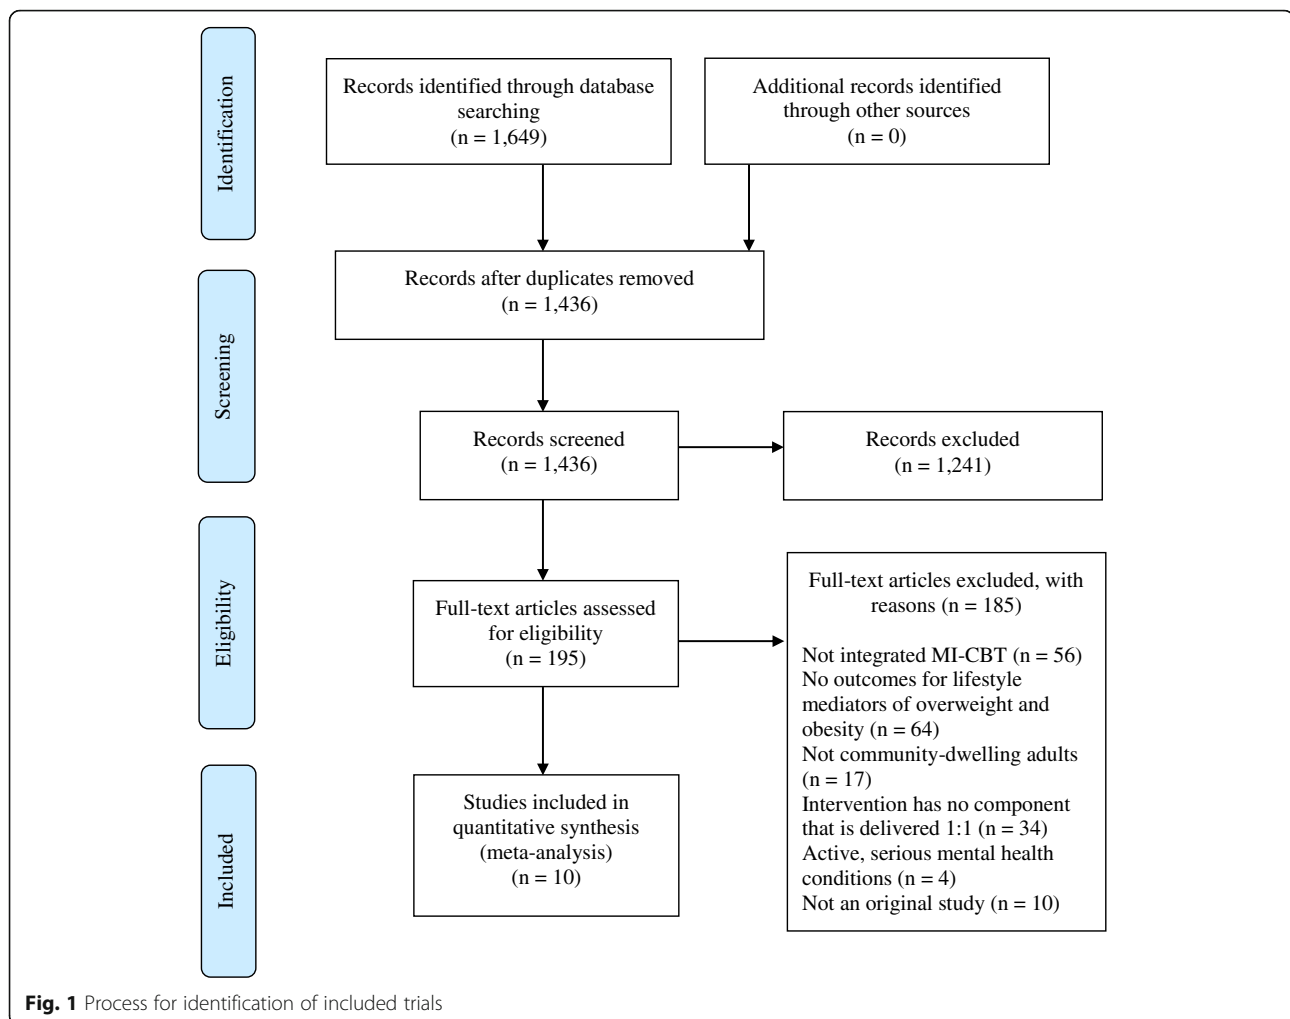 Identification
Records identified through database
searching
(n = 1,649)
Additional records identified
through other sources
(n = 0)
Records after duplicates removed
(n = 1,436)
Screening
Records screened
(n = 1,436)
Records excluded
(n = 1,241)
Eligibility
Full-text articles assessed
for eligibility
(n = 195)
Full-text articles excluded, with
reasons (n = 185)
Not integrated MI-CBT (n = 56)
No outcomes for lifestyle
mediators of overweight and
obesity (n = 64)
Not community-dwelling adults
(n = 17)
Intervention has no component
that is delivered 1:1 (n = 34)
Active, serious mental health
conditions (n = 4)
Not an original study (n = 10)
Included
Studies included in
quantitative synthesis
(meta-analysis)
(n = 10)
Fig. 1 Process for identification of included trials